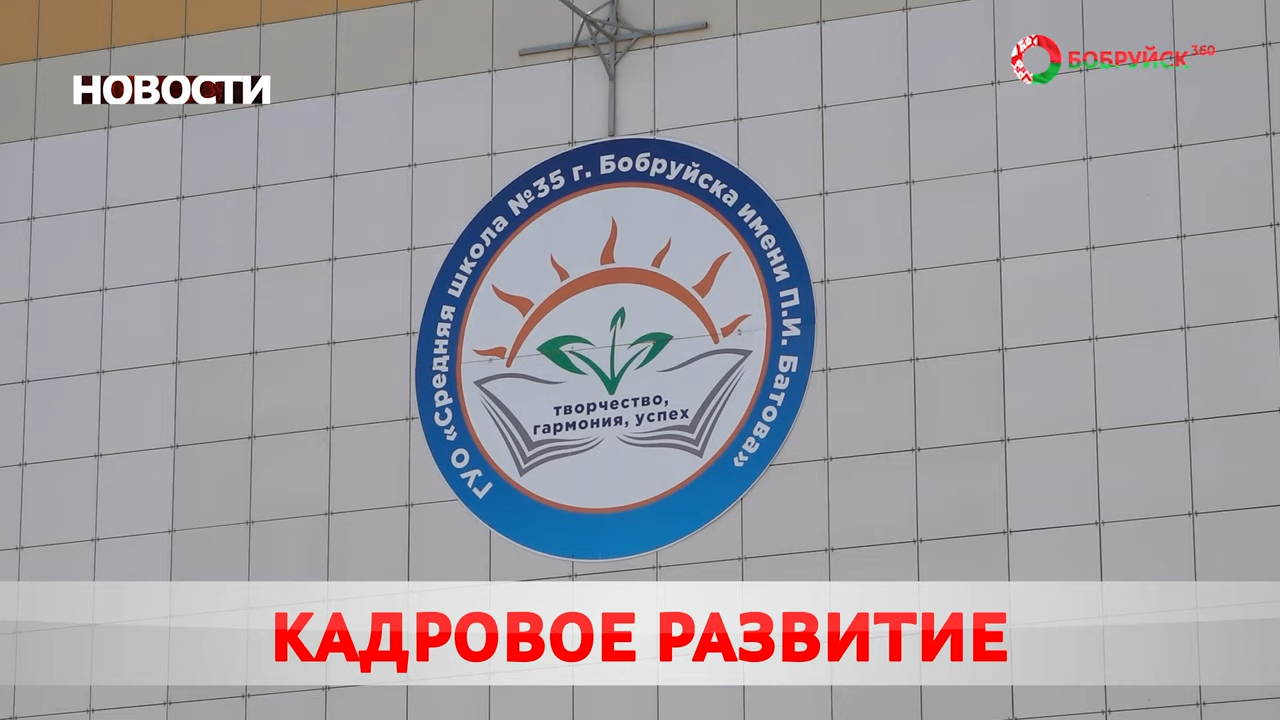 НОВОСТИ
БОБРУЙСК 360
ГУО «Средняя школа №35 г. Бобруйска имени П.И. Батова»
творчество,
гармония, успех
КАДРОВОЕ РАЗВИТИЕ